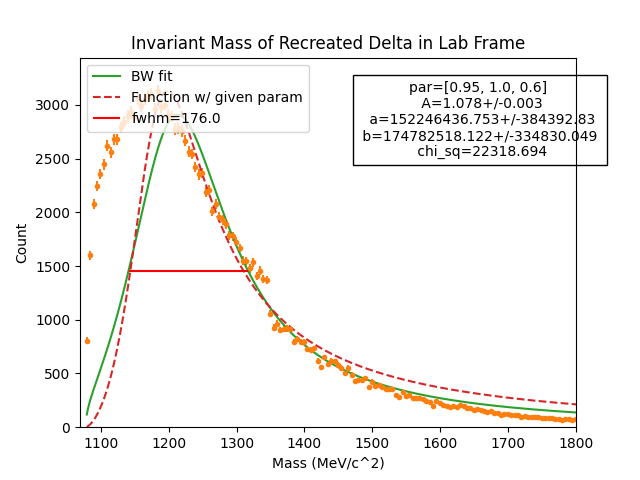 Invariant Mass of Recreated Delta in Lab Frame
BW fit
Function w/ given param
fwhm=176.0
par=[0.95, 1.0, 0.6]
A=1.078+/-0.003
a=152246436.753+/-384392.83
b=174782518.122+/-334830.049
chi_sq=22318.694
Count
3000
2500
2000
1500
1000
500
0
1100
1200
1300
1400
1500
1600
1700
1800
Mass (MeV/c^2)